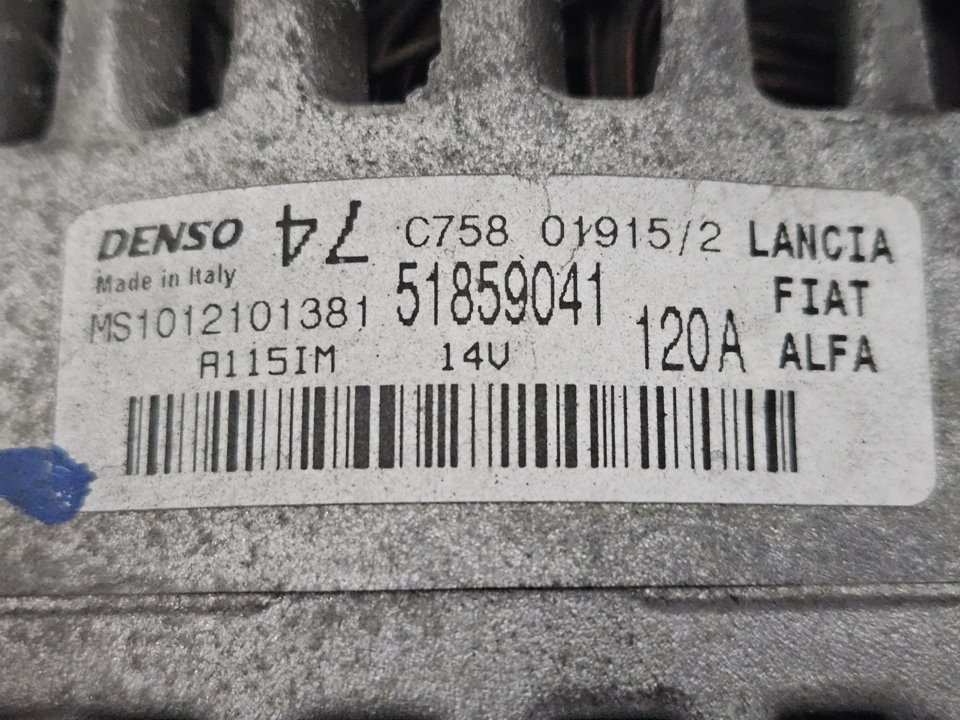 DENSO 74 C758 01915/2 LANCIA
Made in Italy 51859041 FIAT
MS1012101381 120A ALFA
A115IM 14V